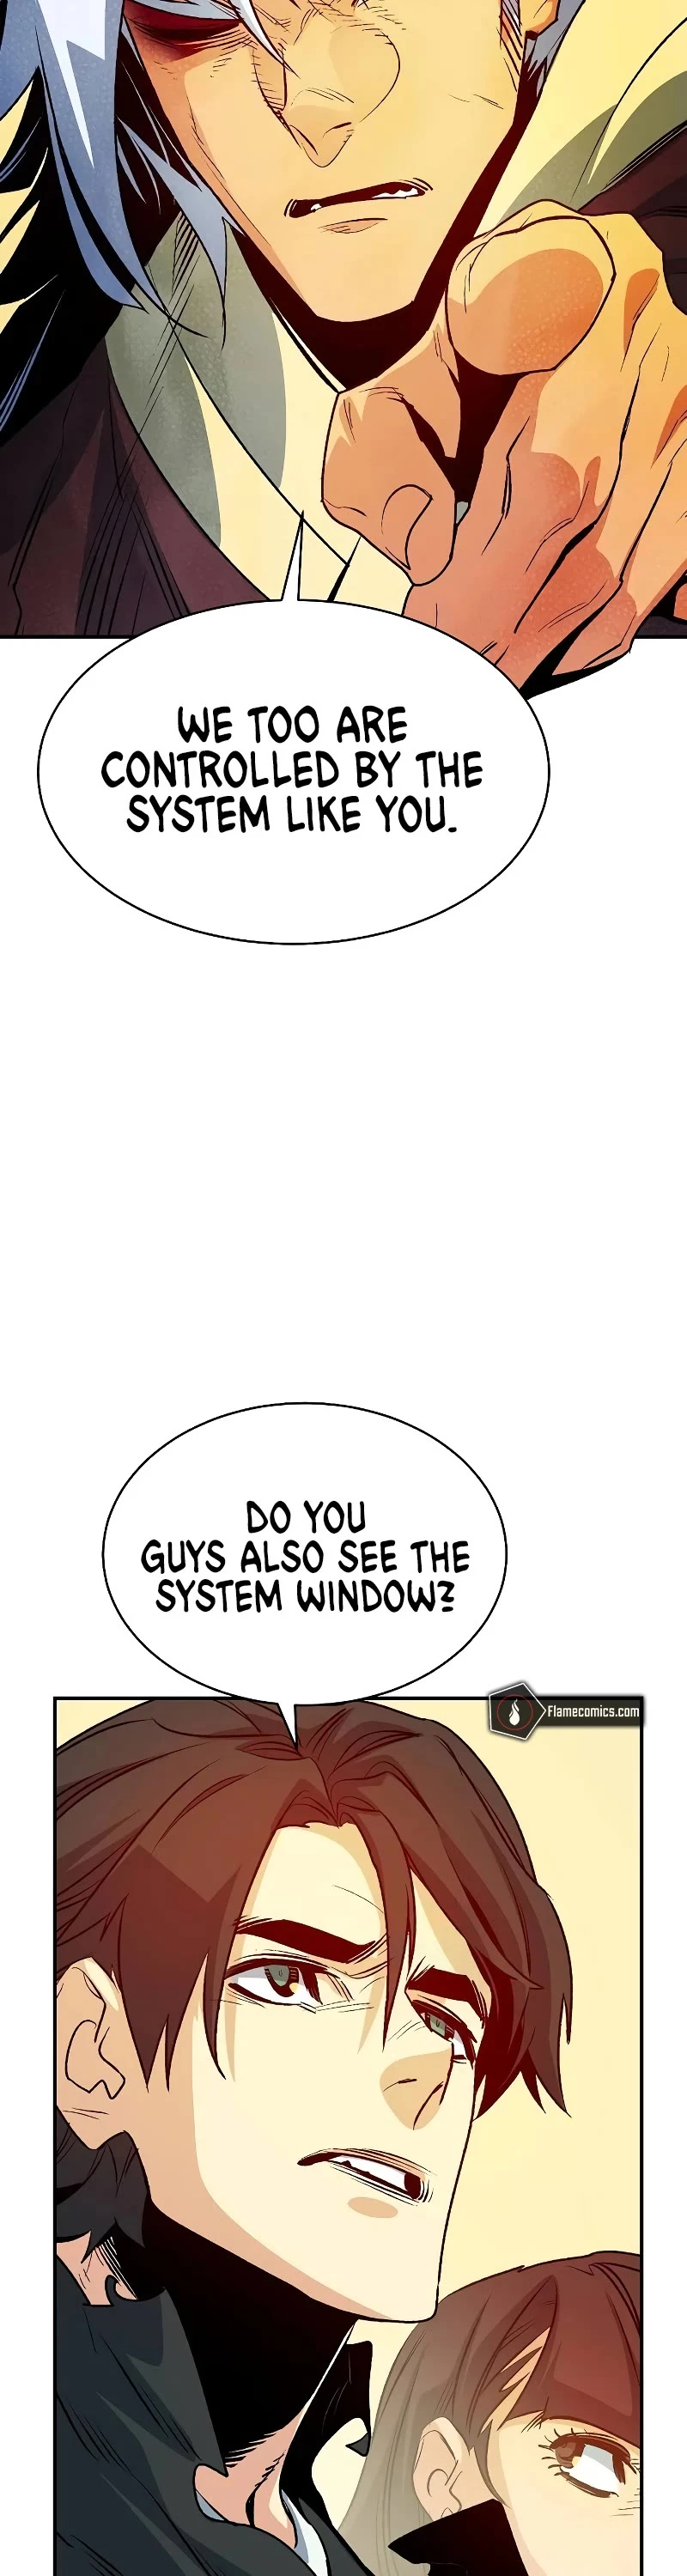 WE TOO ARE
CONTROLLED BY THE
SYSTEM LIKE YOU.
DO YOU
GUYS ALSO SEE THE
SYSTEM WINDOW?
Flamecomics.com